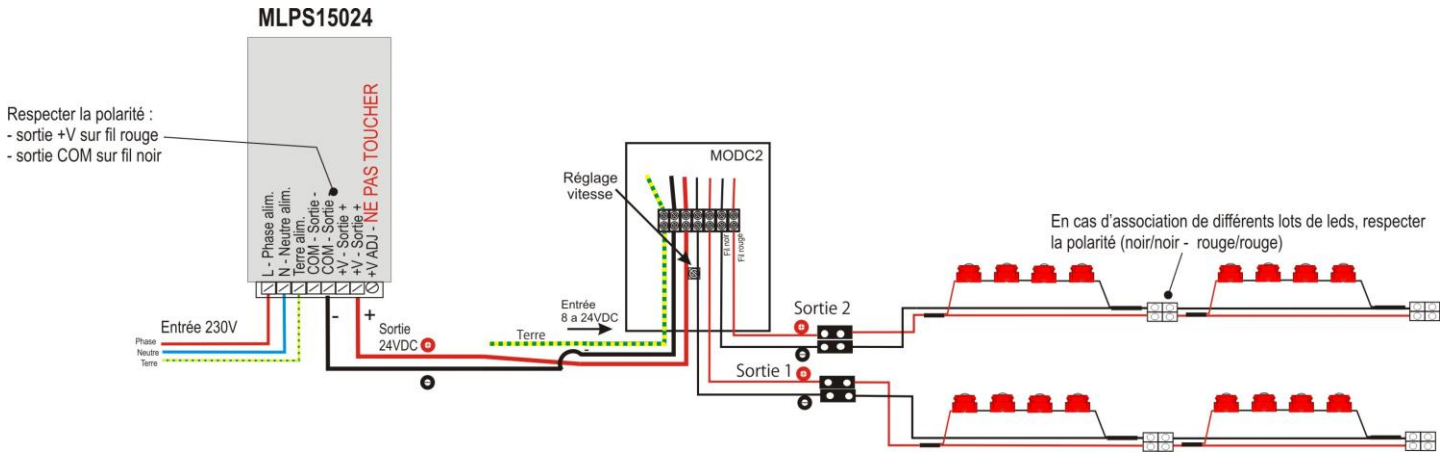 MLPS15024
Respecter la polarité :
- sortie +V sur fil rouge
- sortie COM sur fil noir
L - Phase alim.
N - Neutre alim.
Terre alim.
COM - Sortie -
COM - Sortie -
+V - Sortie +
+V - Sortie +
+V ADJ - NE PAS TOUCHER
Entrée 230V
Phase
Neutre
Terre
-
+
Sortie
24VDC
Terre
Entrée
8 a 24VDC
-
MODC2
Réglage
vitesse
Fil noir
Fil rouge
Sortie 2
Sortie 1
En cas d'association de différents lots de leds, respecter
la polarité (noir/noir - rouge/rouge)